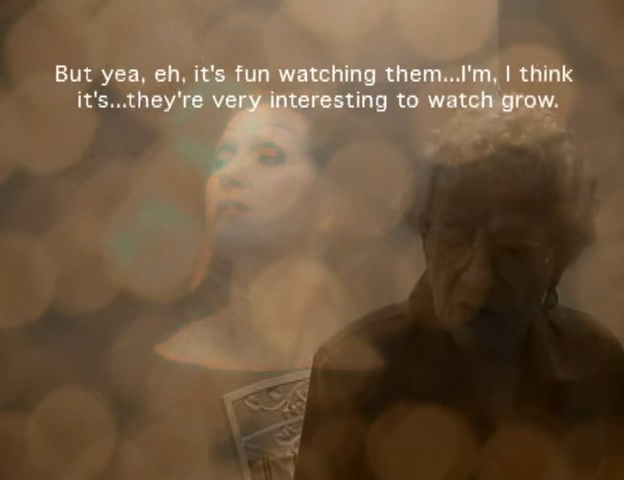 But yea, eh, it's fun watching them...I'm, I think
it's...they're very interesting to watch grow.